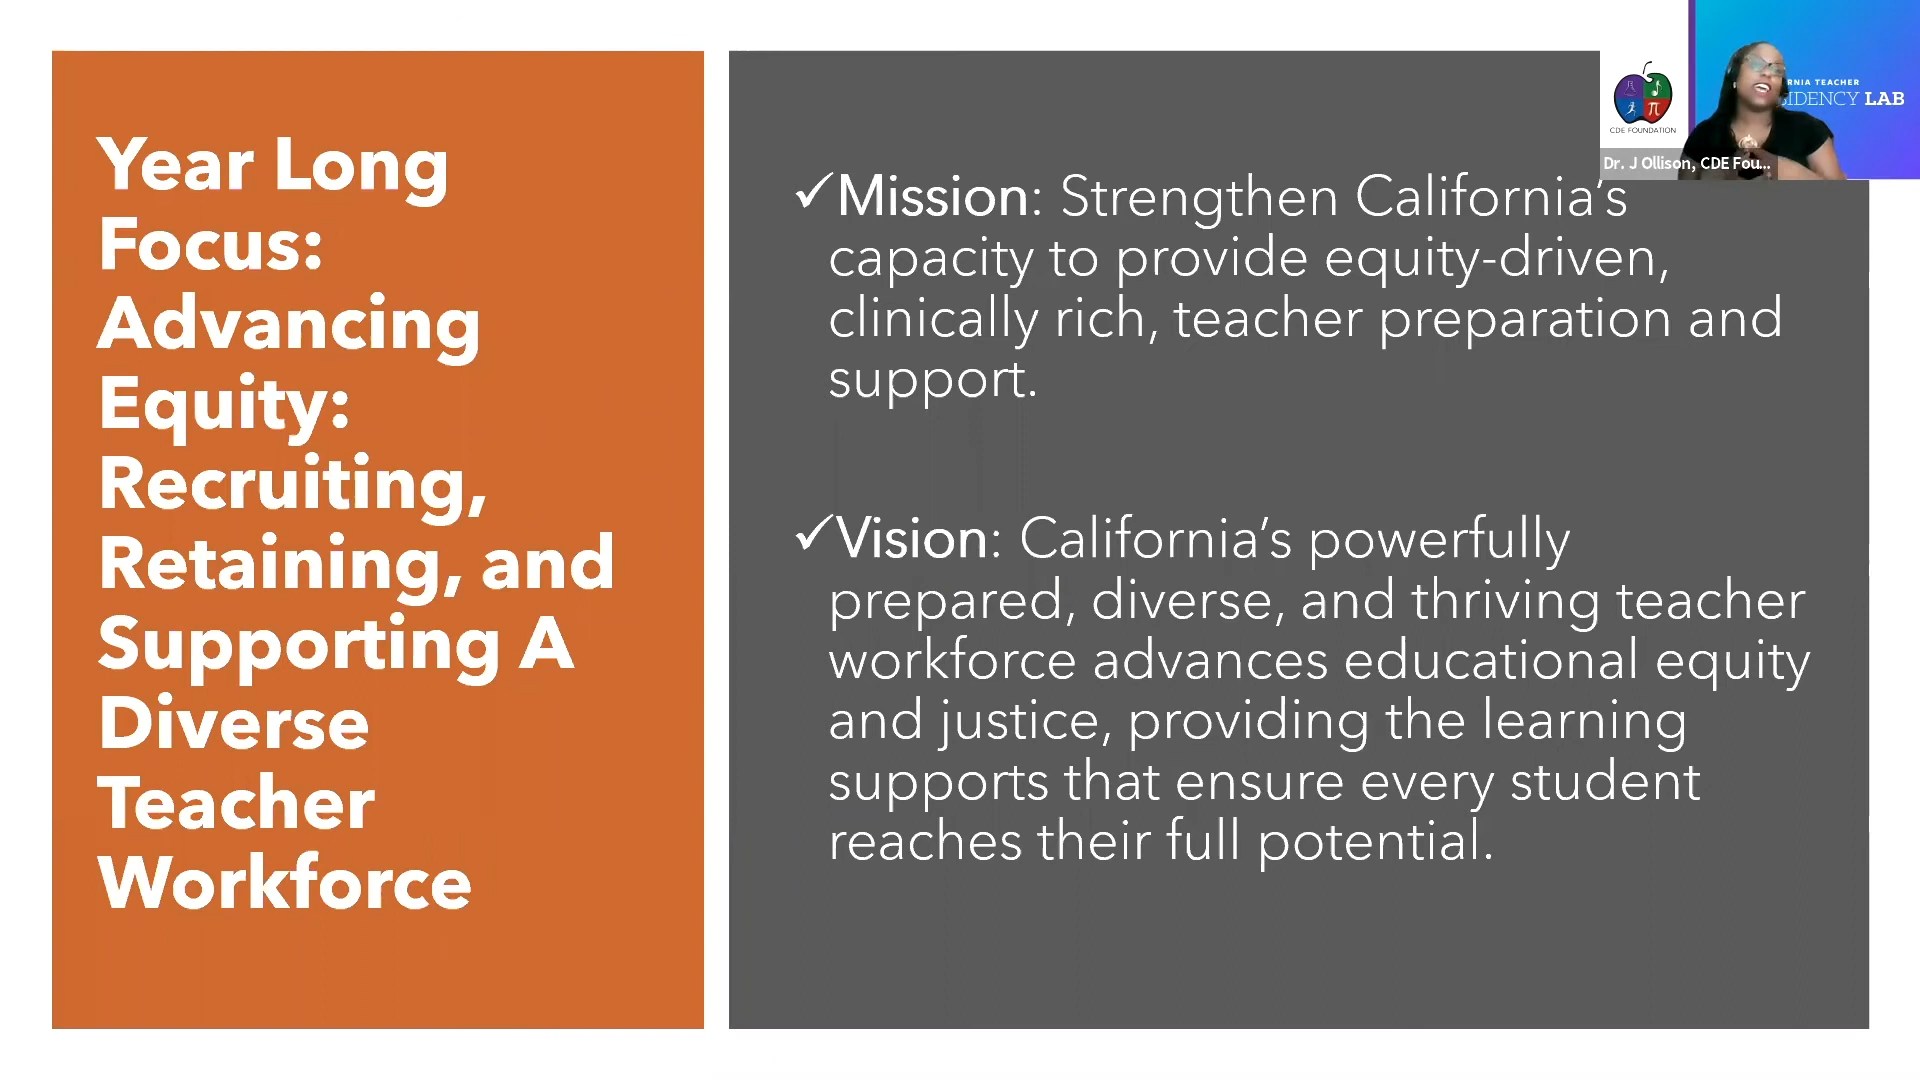 Year Long
Focus:
Advancing
Equity:
Recruiting,
Retaining, and
Supporting A
Diverse
Teacher
Workforce
✓Mission: Strengthen California’s
capacity to provide equity-driven,
clinically rich, teacher preparation and
support.
✓Vision: California’s powerfully
prepared, diverse, and thriving teacher
workforce advances educational equity
and justice, providing the learning
supports that ensure every student
reaches their full potential.
π
CDE FOUNDATION
RNIA TEACHER
SIDENCY LAB
Dr. J Ollison, CDE Fou...